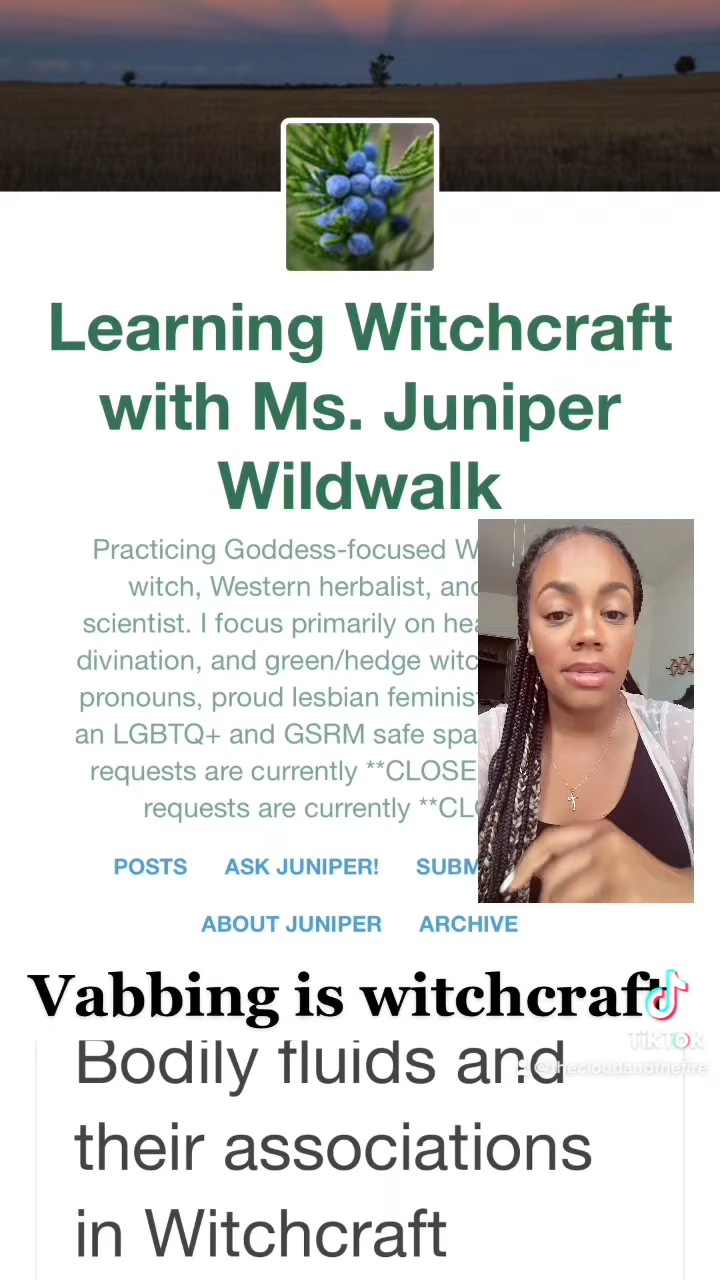 Learning Witchcraft
with Ms. Juniper
Wildwalk
Practicing Goddess-focused W
witch, Western herbalist, and
scientist. I focus primarily on hea
divination, and green/hedge witc
pronouns, proud lesbian feminis
an LGBTQ+ and GSRM safe spa
requests are currently **CLOSE
requests are currently **CL
POSTS ASK JUNIPER! SUBM
ABOUT JUNIPER ARCHIVE
Vabbing is witchcraft
TikTok
@thecloudandthefire
Bodily fluids and
their associations
in Witchcraft